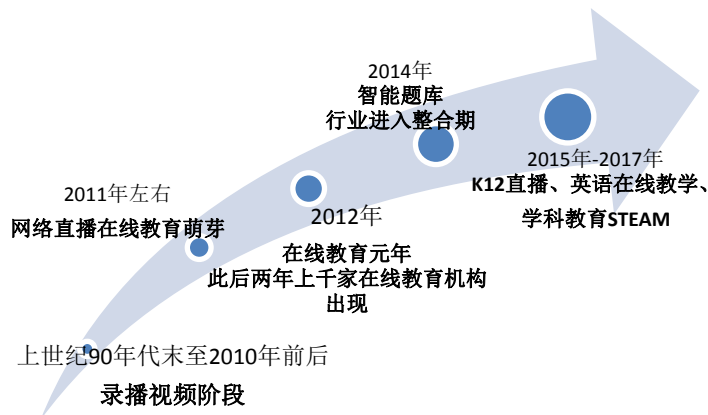 上世纪90年代末至2010年前后
录播视频阶段
2011年左右
网络直播在线教育萌芽
2012年
在线教育元年
此后两年上千家在线教育机构
出现
2014年
智能题库
行业进入整合期
2015年-2017年
K12直播、英语在线教学、
学科教育STEAM